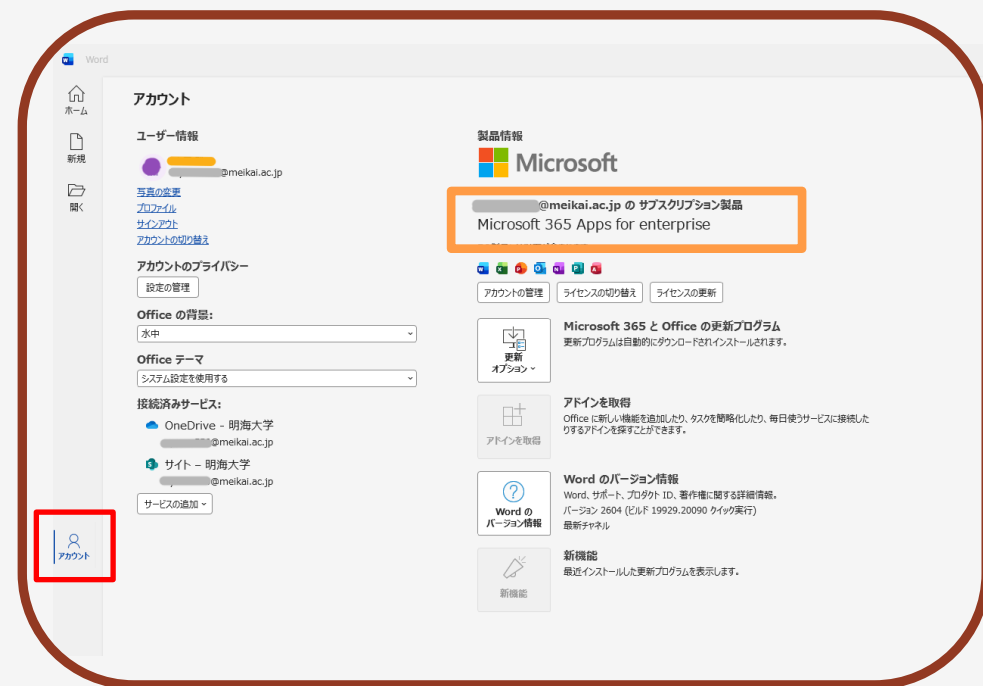 Word
ホーム
新規
開く
アカウント
アカウント
ユーザー情報
@meikai.ac.jp
写真の変更
プロファイル
サインアウト
アカウントの切り替え
アカウントのプライバシー
設定の管理
Office の背景:
水中
Office テーマ
システム設定を使用する
接続済みサービス:
OneDrive - 明海大学
@meikai.ac.jp
サイト – 明海大学
@meikai.ac.jp
サービスの追加
製品情報
Microsoft
@meikai.ac.jp の サブスクリプション製品
Microsoft 365 Apps for enterprise
アカウントの管理
ライセンスの切り替え
ライセンスの更新
更新
オプション
Microsoft 365 と Office の更新プログラム
更新プログラムは自動的にダウンロードされインストールされます。
アドインを取得
アドインを取得
Office に新しい機能を追加したり、タスクを簡略化したり、毎日使うサービスに接続した
りするアドインを探すことができます。
Word の
バージョン情報
Word のバージョン情報
Word、サポート、プロダクト ID、著作権に関する詳細情報。
バージョン 2604 (ビルド 19929.20090 クイック実行)
最新チャネル
新機能
新機能
最近インストールした更新プログラムを表示します。